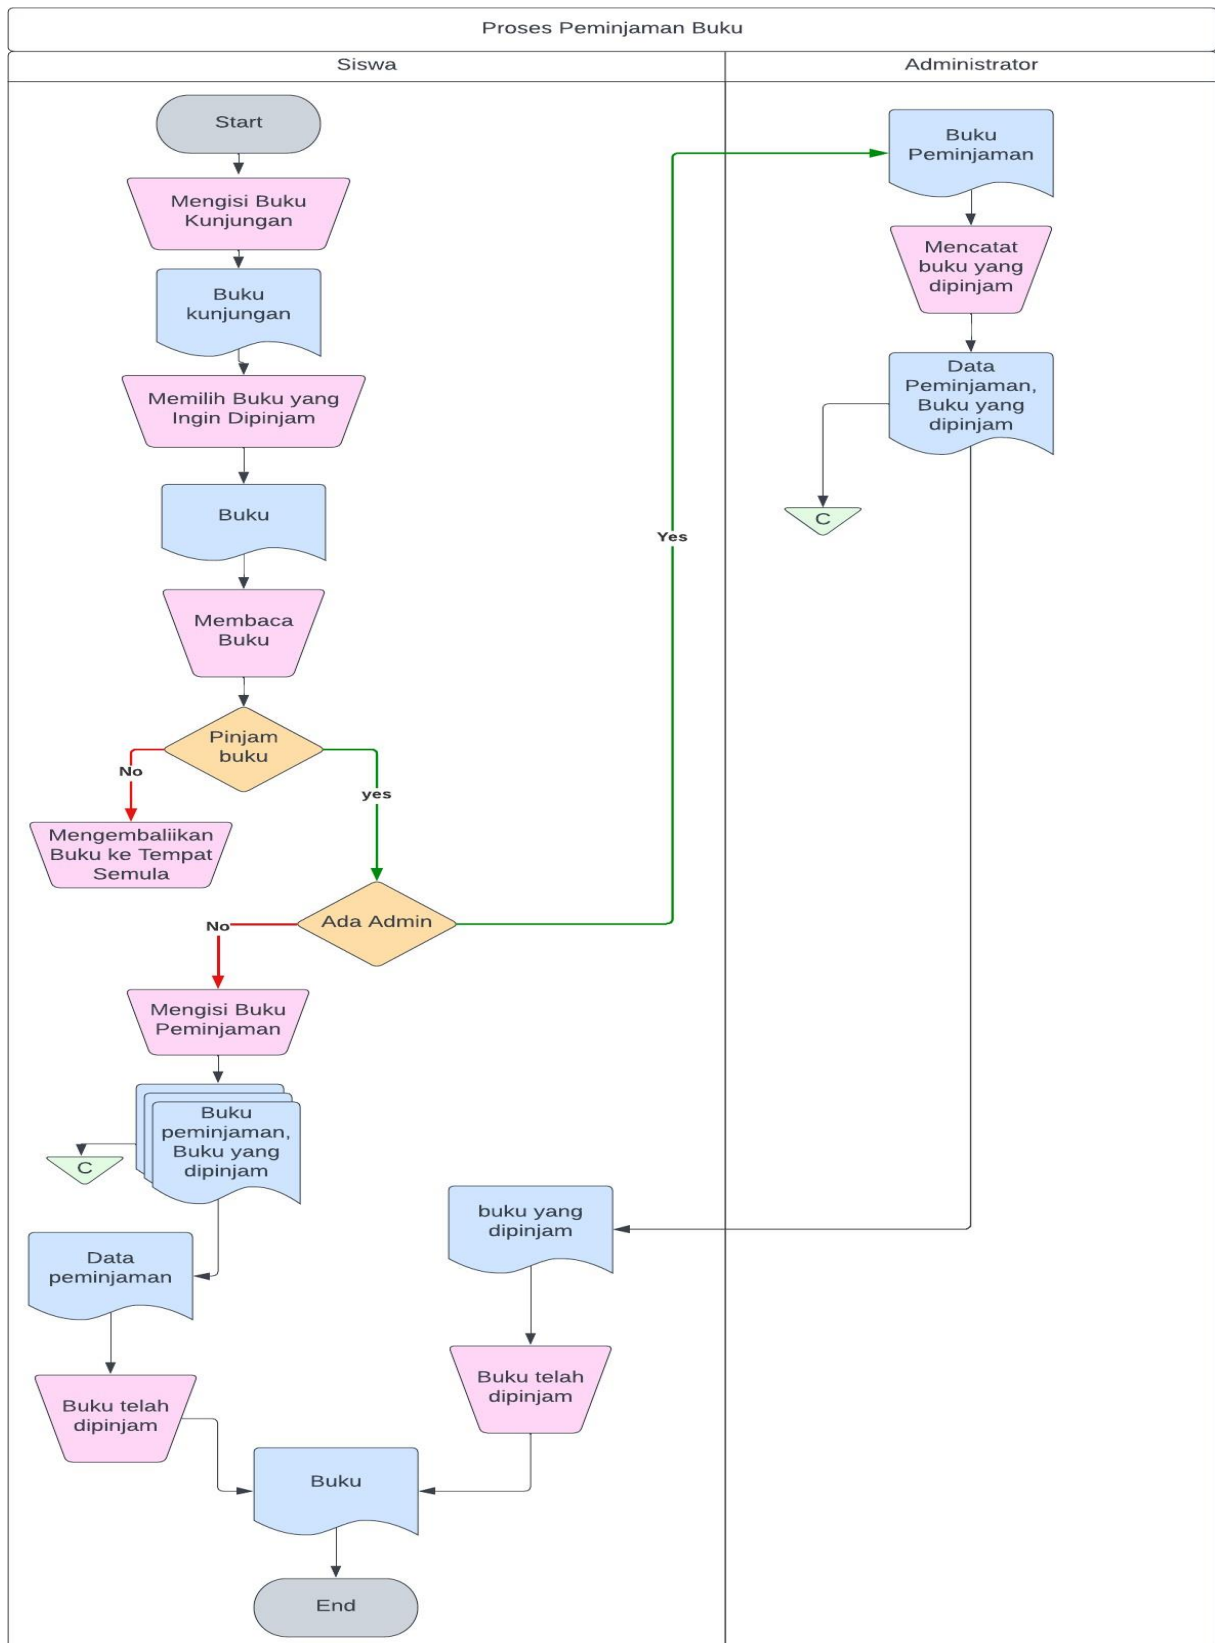 Proses Peminjaman Buku
Siswa
Administrator
Start
Mengisi Buku
Kunjungan
Buku
kunjungan
Memilih Buku yang
Ingin Dipinjam
Buku
Membaca
Buku
Pinjam
buku
No
yes
Mengembaliikan
Buku ke Tempat
Semula
Ada Admin
No
Yes
Mengisi Buku
Peminjaman
Buku
peminjaman,
Buku yang
dipinjam
C
Data
peminjaman
Buku telah
dipinjam
Buku
Peminjaman
Mencatat
buku yang
dipinjam
Data
Peminjaman,
Buku yang
dipinjam
C
buku yang
dipinjam
Buku telah
dipinjam
Buku
End